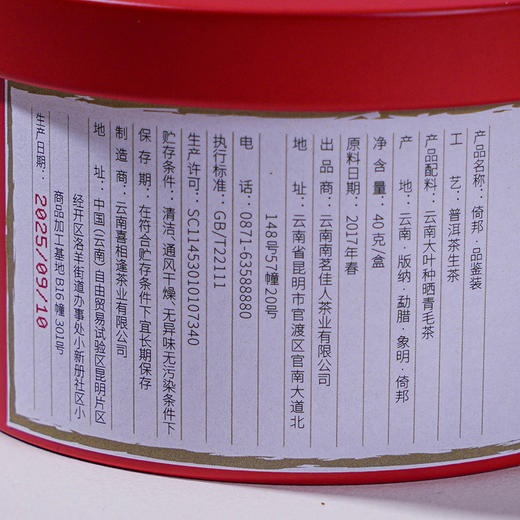 产品名称：倚邦·品鉴装
工艺：普洱茶生茶
产品配料：云南大叶种晒青毛茶
产地：云南·版纳·勐腊·象明·倚邦
净含量：40克/盒
原料日期：2017年春
出品商：云南南茗佳人茶业有限公司
地址：云南省昆明市官渡区官南大道北
148号57幢20号
电话：0871-63588880
执行标准：GB/T22111
生产许可：SC11453010107340
贮存条件：清洁、通风干燥、无异味无污染条件下
保存期：在符合贮存条件下宜长期保存
制造商：云南喜相逢茶业有限公司
地址：中国(云南)自由贸易试验区昆明片区
经开区洛羊街道办事处小新册社区小
商品加工基地B16幢301号
生产日期：2025/09/10